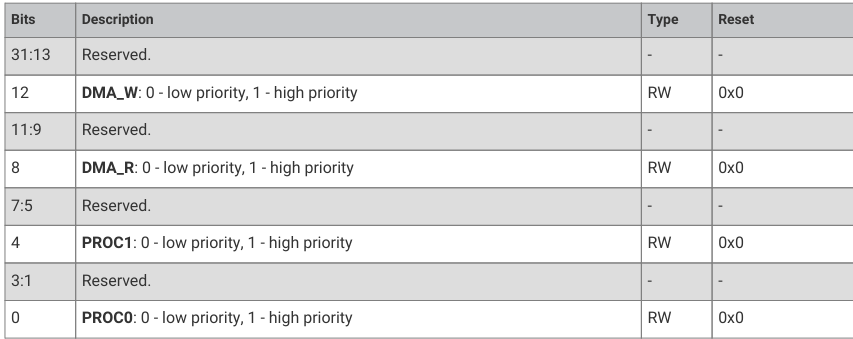 Bits Description Type Reset
31:13 Reserved. - -
12 DMA_W: 0 - low priority, 1 - high priority RW 0x0
11:9 Reserved. - -
8 DMA_R: 0 - low priority, 1 - high priority RW 0x0
7:5 Reserved. - -
4 PROC1: 0 - low priority, 1 - high priority RW 0x0
3:1 Reserved. - -
0 PROC0: 0 - low priority, 1 - high priority RW 0x0